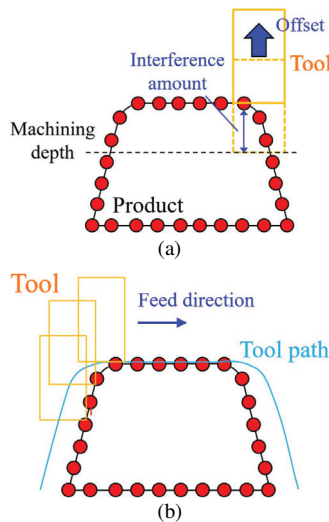 Offset
Interference
amount
Tool
Machining
depth
Product
(a)
Tool
Feed direction
Tool path
(b)